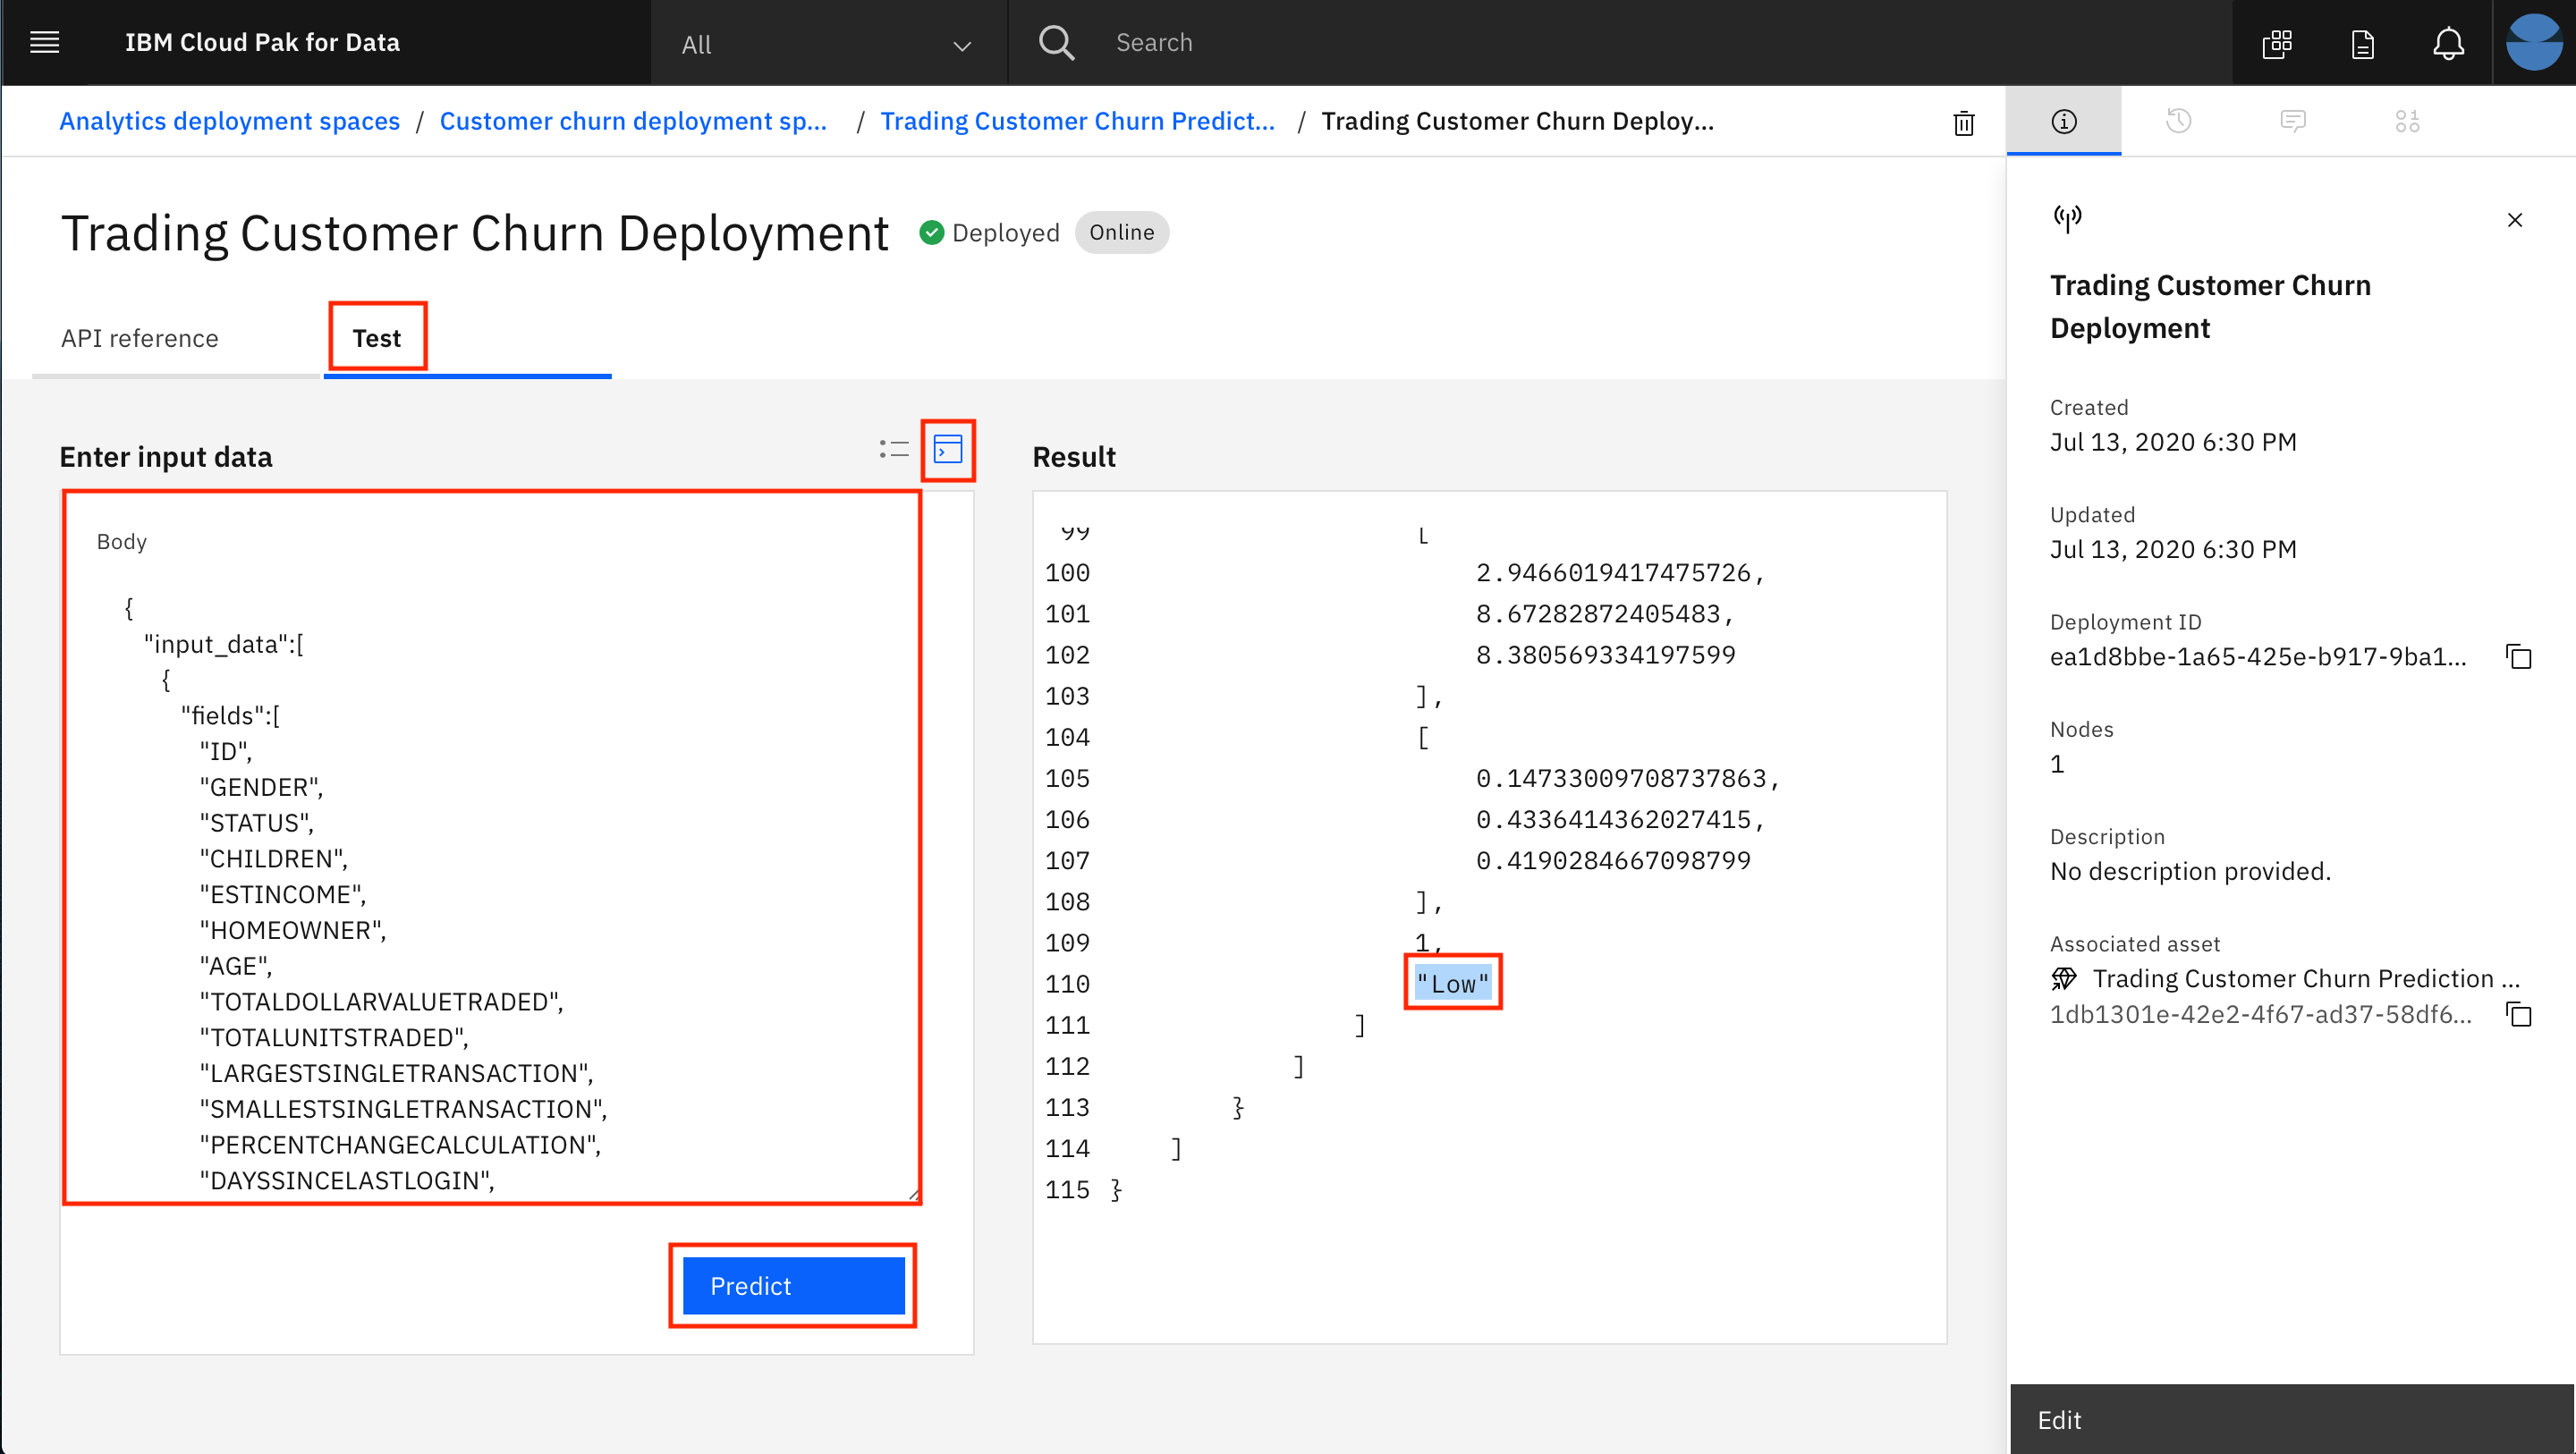 IBM Cloud Pak for Data
All
Search
Analytics deployment spaces / Customer churn deployment sp... / Trading Customer Churn Predict... / Trading Customer Churn Deploy...
Trading Customer Churn Deployment
Deployed
Online
API reference
Test
Enter input data
Body
{
"input_data":[
{
"fields":[
"ID",
"GENDER",
"STATUS",
"CHILDREN",
"ESTINCOME",
"HOMEOWNER",
"AGE",
"TOTALDOLLARVALUETRADED",
"TOTALUNITSTRADED",
"LARGESTSINGLETRANSACTION",
"SMALLESTSINGLETRANSACTION",
"PERCENTCHANGECALCULATION",
"DAYSSINCELASTLOGIN",
Predict
Result
99 [
100 2.9466019417475726,
101 8.67282872405483,
102 8.380569334197599
103 ],
104 [
105 0.14733009708737863,
106 0.4336414362027415,
107 0.4190284667098799
108 ],
109 1,
110 "Low"
111 ]
112 ]
113 }
114 ]
115 }
Trading Customer Churn
Deployment
Created
Jul 13, 2020 6:30 PM
Updated
Jul 13, 2020 6:30 PM
Deployment ID
ea1d8bbe-1a65-425e-b917-9ba1...
Nodes
1
Description
No description provided.
Associated asset
Trading Customer Churn Prediction ...
1db1301e-42e2-4f67-ad37-58df6...
Edit